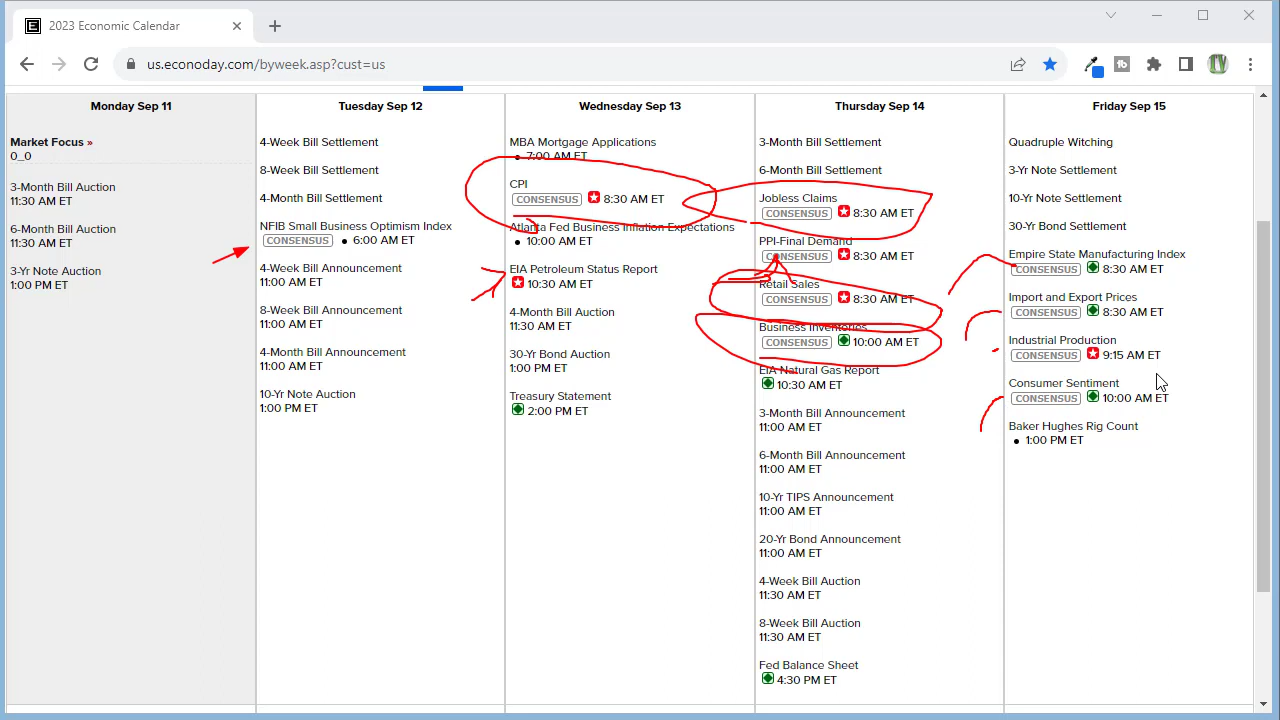 2023 Economic Calendar
us.econoday.com/byweek.asp?cust=us
Monday Sep 11
Market Focus »
0_0
3-Month Bill Auction
11:30 AM ET
6-Month Bill Auction
11:30 AM ET
3-Yr Note Auction
1:00 PM ET
Tuesday Sep 12
4-Week Bill Settlement
8-Week Bill Settlement
4-Month Bill Settlement
NFIB Small Business Optimism Index
CONSENSUS 6:00 AM ET
4-Week Bill Announcement
11:00 AM ET
8-Week Bill Announcement
11:00 AM ET
4-Month Bill Announcement
11:00 AM ET
10-Yr Note Auction
1:00 PM ET
Wednesday Sep 13
MBA Mortgage Applications
7:00 AM ET
CPI
CONSENSUS 8:30 AM ET
Atlanta Fed Business Inflation Expectations
10:00 AM ET
EIA Petroleum Status Report
10:30 AM ET
4-Month Bill Auction
11:30 AM ET
30-Yr Bond Auction
1:00 PM ET
Treasury Statement
2:00 PM ET
Thursday Sep 14
3-Month Bill Settlement
6-Month Bill Settlement
Jobless Claims
CONSENSUS 8:30 AM ET
PPI-Final Demand
CONSENSUS 8:30 AM ET
Retail Sales
CONSENSUS 8:30 AM ET
Business Inventories
CONSENSUS 10:00 AM ET
EIA Natural Gas Report
10:30 AM ET
3-Month Bill Announcement
11:00 AM ET
6-Month Bill Announcement
11:00 AM ET
10-Yr TIPS Announcement
11:00 AM ET
20-Yr Bond Announcement
11:00 AM ET
4-Week Bill Auction
11:30 AM ET
8-Week Bill Auction
11:30 AM ET
Fed Balance Sheet
4:30 PM ET
Friday Sep 15
Quadruple Witching
3-Yr Note Settlement
10-Yr Note Settlement
30-Yr Bond Settlement
Empire State Manufacturing Index
CONSENSUS 8:30 AM ET
Import and Export Prices
CONSENSUS 8:30 AM ET
Industrial Production
CONSENSUS 9:15 AM ET
Consumer Sentiment
CONSENSUS 10:00 AM ET
Baker Hughes Rig Count
1:00 PM ET